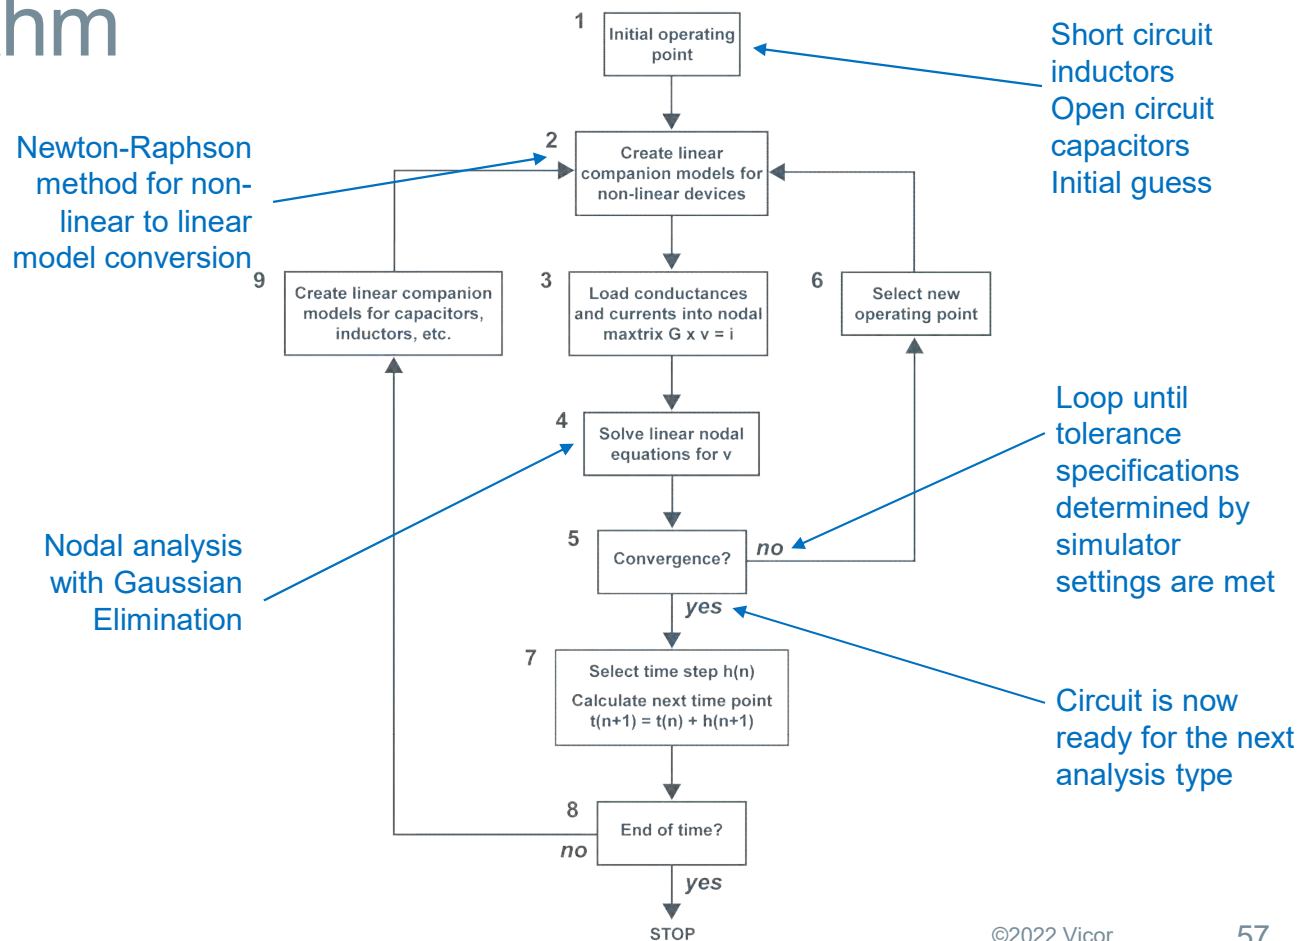 hm
1
Initial operating
point
Short circuit
inductors
Open circuit
capacitors
Initial guess
Newton-Raphson
method for non-
linear to linear
model conversion
2
Create linear
companion models for
non-linear devices
9
Create linear companion
models for capacitors,
inductors, etc.
3
Load conductances
and currents into nodal
maxtrix G x v = i
6
Select new
operating point
4
Solve linear nodal
equations for v
Loop until
tolerance
specifications
determined by
simulator
settings are met
Nodal analysis
with Gaussian
Elimination
5
Convergence?
no
yes
7
Select time step h(n)
Calculate next time point
t(n+1) = t(n) + h(n+1)
Circuit is now
ready for the next
analysis type
8
End of time?
no
yes
STOP
©2022 Vicor
57